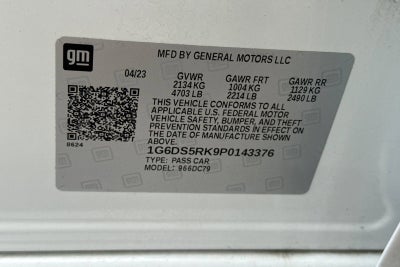 gm
MFD BY GENERAL MOTORS LLC
04/23 GVWR GAWR FRT GAWR RR
2134 KG 1004 KG 1129 KG
4703 LB 2214 LB 2490 LB
THIS VEHICLE CONFORMS TO ALL
APPLICABLE U.S. FEDERAL MOTOR
VEHICLE SAFETY, BUMPER, AND THEFT
PREVENTION STANDARDS IN EFFECT ON
THE DATE OF MANUFACTURE SHOWN
ABOVE.
8624
1G6DS5RK9P0143376
TYPE: PASS CAR
MODEL: 966DC79